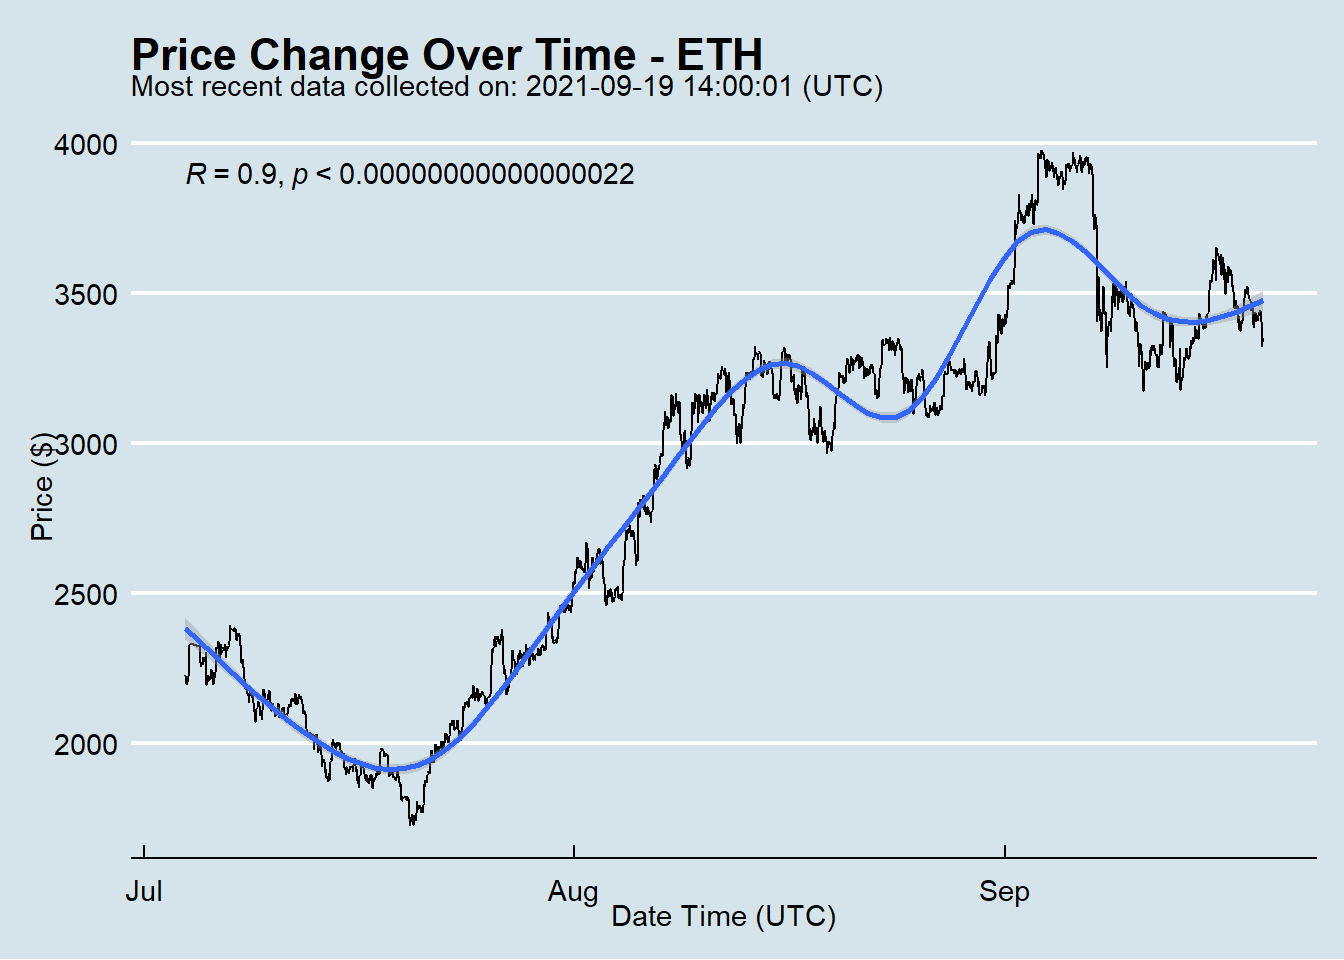 Price Change Over Time - ETH
Most recent data collected on: 2021-09-19 14:00:01 (UTC)
R = 0.9, p < 0.00000000000000022
4000
3500
3000
2500
2000
Price ($)
Jul
Aug
Sep
Date Time (UTC)